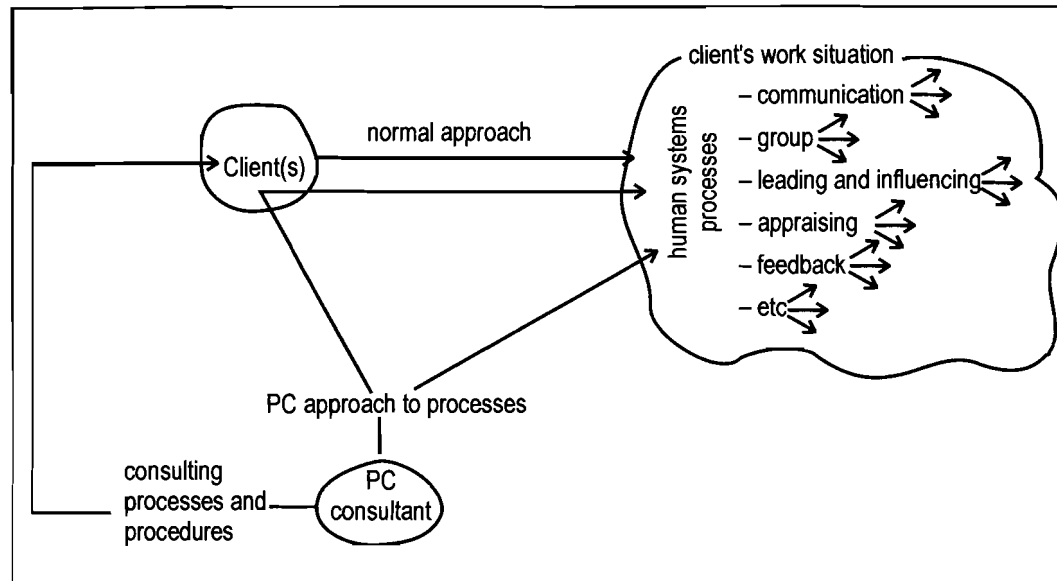 client's work situation
– communication
normal approach
– group
Client(s)
human systems
processes
– leading and influencing
– appraising
– feedback
– etc
PC approach to processes
consulting
processes and
procedures
PC
consultant